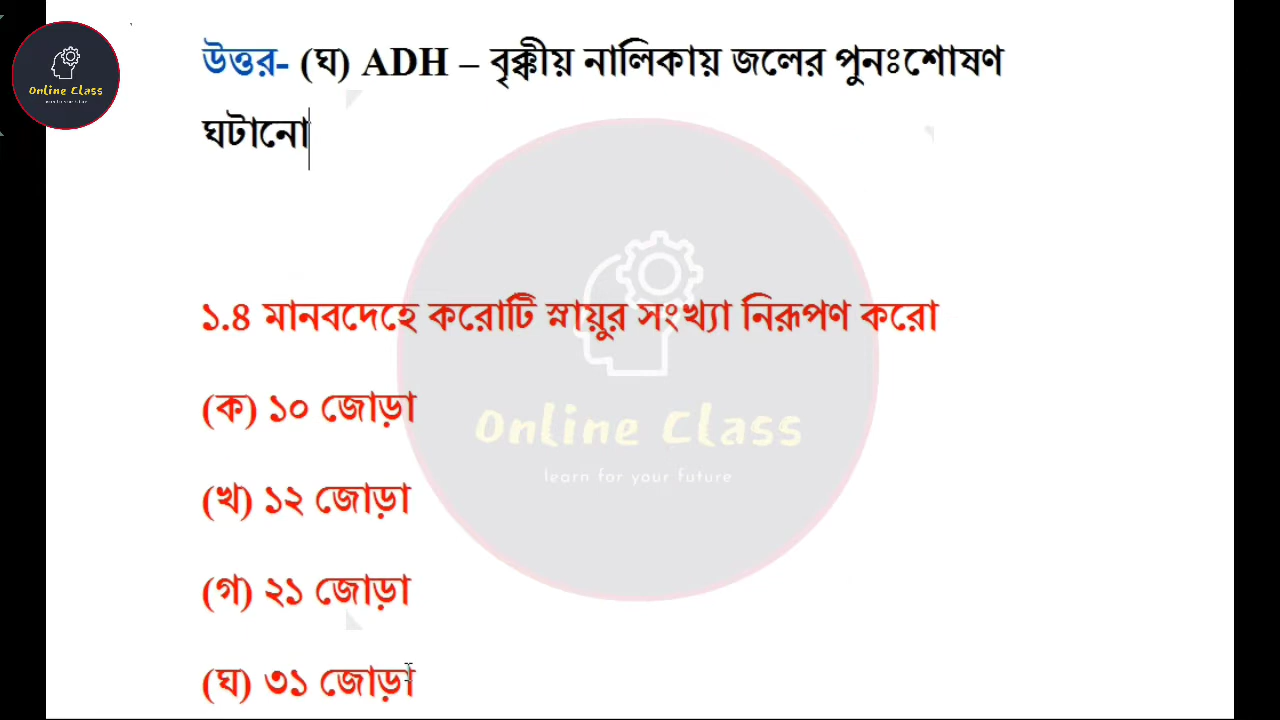 Online Class
উত্তর- (ঘ) ADH – বৃক্কীয় নালিকায় জলের পুনঃশোষণ
ঘটানো
১.৪ মানবদেহে করোটি স্নায়ুর সংখ্যা নিরূপণ করো
(ক) ১০ জোড়া
Online Class
learn for your future
(খ) ১২ জোড়া
(গ) ২১ জোড়া
(ঘ) ৩১ জোড়া